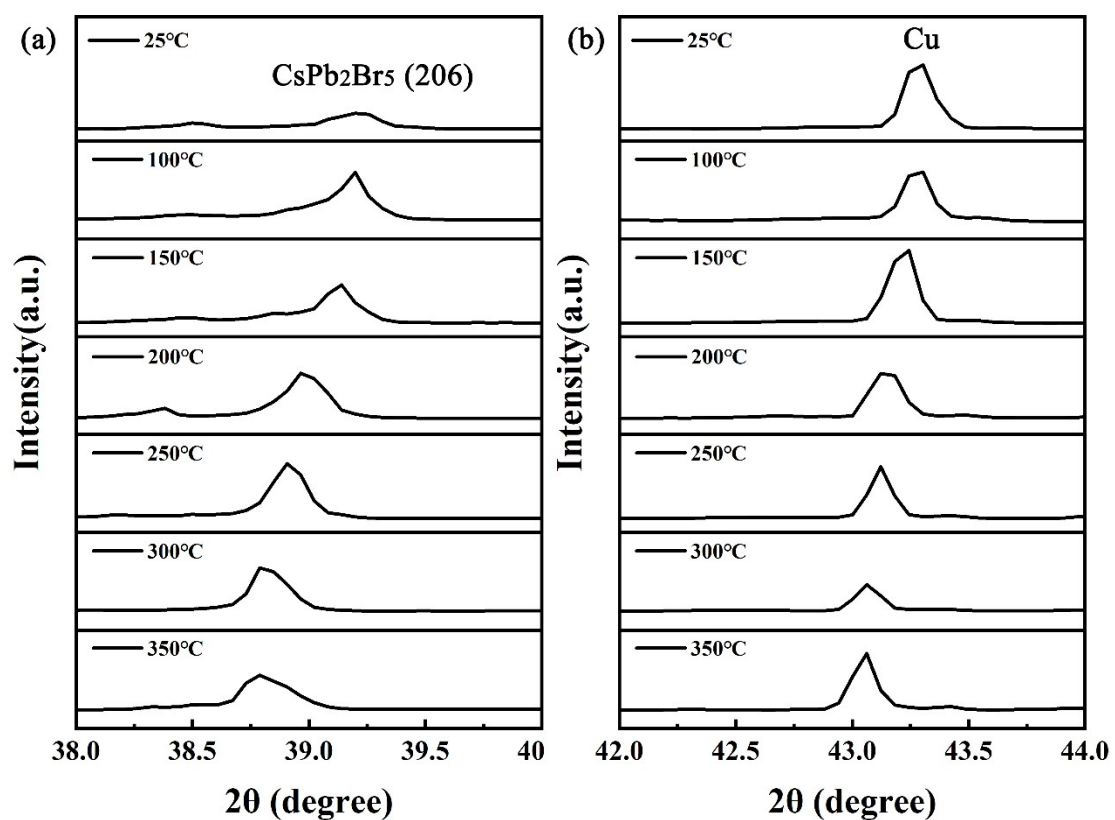 (a)
25°C
CsPb₂Br₅ (206)
100°C
150°C
200°C
250°C
300°C
350°C
Intensity(a.u.)
38.0 38.5 39.0 39.5 40
2θ (degree)
(b)
25°C
Cu
100°C
150°C
200°C
250°C
300°C
350°C
Intensity(a.u.)
42.0 42.5 43.0 43.5 44.0
2θ (degree)